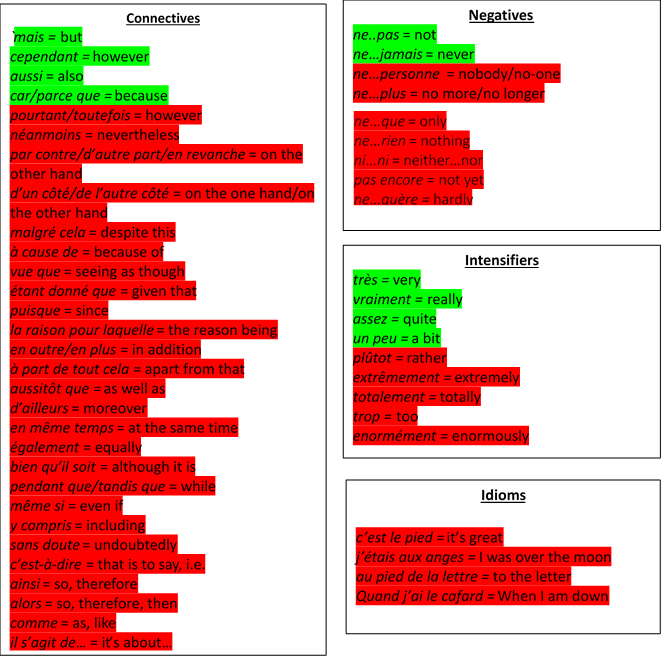 Connectives
`mais = but
cependant = however
aussi = also
car/parce que = because
pourtant/toutefois = however
néanmoins = nevertheless
par contre/d'autre part/en revanche = on the
other hand
d'un côté/de l'autre côté = on the one hand/on
the other hand
malgré cela = despite this
à cause de = because of
vue que = seeing as though
étant donné que = given that
puisque = since
la raison pour laquelle = the reason being
en outre/en plus = in addition
à part de tout cela = apart from that
aussitôt que = as well as
d'ailleurs = moreover
en même temps = at the same time
également = equally
bien qu'il soit = although it is
pendant que/tandis que = while
même si = even if
y compris = including
sans doute = undoubtedly
c'est-à-dire = that is to say, i.e.
ainsi = so, therefore
alors = so, therefore, then
comme = as, like
il s'agit de… = it's about…
Negatives
ne..pas = not
ne…jamais = never
ne…personne = nobody/no-one
ne…plus = no more/no longer
ne…que = only
ne…rien = nothing
ni…ni = neither…nor
pas encore = not yet
ne…guère = hardly
Intensifiers
très = very
vraiment = really
assez = quite
un peu = a bit
plûtot = rather
extrêmement = extremely
totalement = totally
trop = too
enormément = enormously
Idioms
c'est le pied = it's great
j'étais aux anges = I was over the moon
au pied de la lettre = to the letter
Quand j'ai le cafard = When I am down